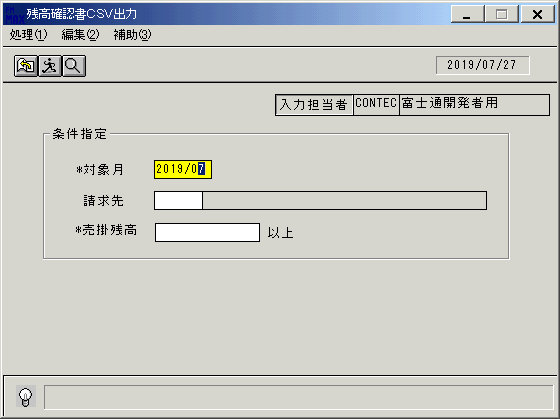 残高確認書CSV出力
処理(1) 編集(2) 補助(3)
2019/07/27
入力担当者 CONTEC 富士通開発者用
条件指定
*対象月 2019/07
請求先
*売掛残高 以上